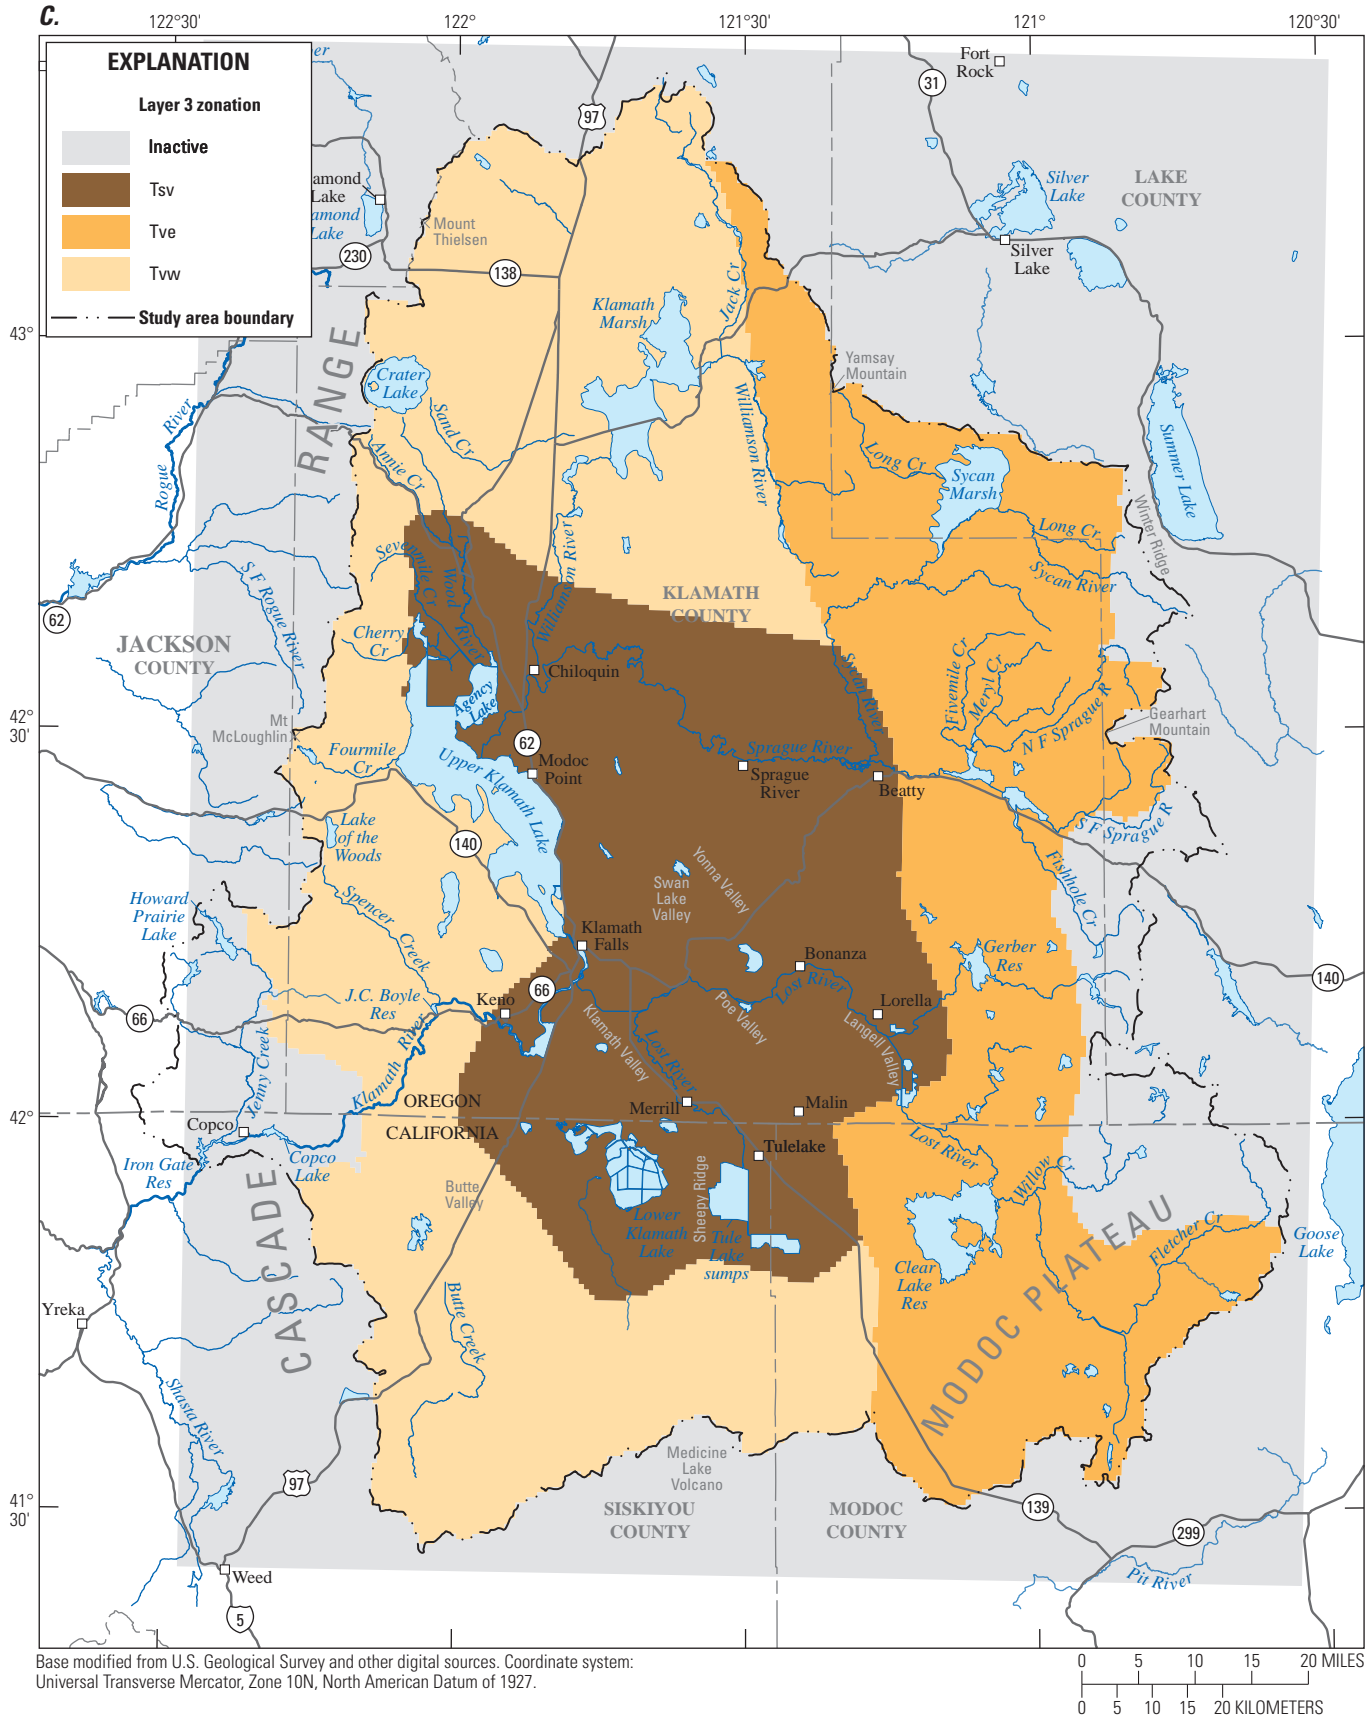 C.
122°30'
122°
121°30'
121°
120°30'
EXPLANATION
Layer 3 zonation
Inactive
Tsv
Tve
Tvw
Study area boundary
er
amond
Lake
amond
Lake
230
138
97
31
Fort
Rock
Silver
Lake
LAKE
COUNTY
Silver
Lake
Mount
Thielsen
Klamath
Marsh
Jack Cr
43°
Yamsay
Mountain
Crater
Lake
RANGE
Sand Cr
Annie Cr
Rogue
River
Williamson River
Long Cr
Sycan
Marsh
Summer Lake
Winter Ridge
Long Cr
Sycan River
Sevenmile Cr
Wood
River
Williamson River
KLAMATH
COUNTY
S F Rogue River
62
JACKSON
COUNTY
Cherry
Cr
Chiloquin
Agency
Lake
Sycan River
Fivemile Cr
Meryl Cr
N F Sprague R
Gearhart
Mountain
42°
30'
Mt
McLoughlin
Fourmile
Cr
62
Modoc
Point
Upper Klamath Lake
Sprague River
Sprague
River
Beatty
S F Sprague R
Lake
of the
Woods
140
Yonna Valley
Swan
Lake
Valley
Fishhole Cr
Howard
Prairie
Lake
Spencer
Creek
Klamath
Falls
Bonanza
Gerber
Res
140
66
J.C. Boyle
Res
Keno
66
Lost River
Lorella
Poe Valley
Langell Valley
Klamath Valley
Lost River
Jenny Creek
Klamath River
42°
OREGON
CALIFORNIA
Merrill
Malin
Copco
Tulelake
Lost River
Iron Gate
Res
Copco
Lake
Willow Cr
Butte
Valley
Sheepy Ridge
Lower
Klamath
Lake
Tule
Lake
sumps
Clear
Lake
Res
Fletcher Cr
Goose
Lake
CASCADE
MODOC PLATEAU
Yreka
Butte Creek
Shasta River
97
Medicine
Lake
Volcano
41°
30'
SISKIYOU
COUNTY
MODOC
COUNTY
139
299
Weed
Pit River
5
Base modified from U.S. Geological Survey and other digital sources. Coordinate system:
Universal Transverse Mercator, Zone 10N, North American Datum of 1927.
0 5 10 15 20 MILES
0 5 10 15 20 KILOMETERS